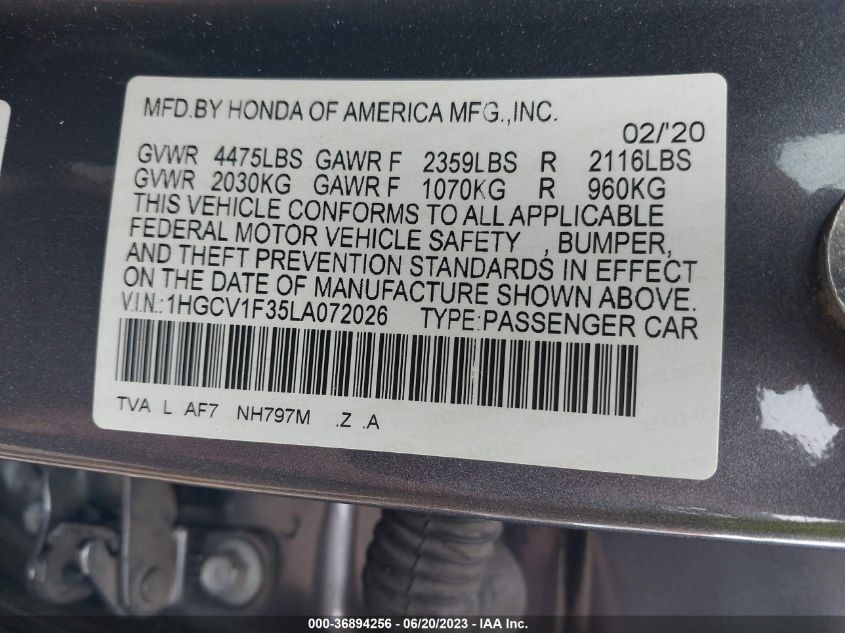 MFD.BY HONDA OF AMERICA MFG.,INC.
02/'20
GVWR 4475LBS GAWR F 2359LBS R 2116LBS
GVWR 2030KG GAWR F 1070KG R 960KG
THIS VEHICLE CONFORMS TO ALL APPLICABLE
FEDERAL MOTOR VEHICLE SAFETY , BUMPER,
AND THEFT PREVENTION STANDARDS IN EFFECT
ON THE DATE OF MANUFACTURE SHOWN ABOVE.
V.I.N.:1HGCV1F35LA072026 TYPE:PASSENGER CAR
TVA L AF7 NH797M .Z .A
000-36894256 - 06/20/2023 - IAA Inc.